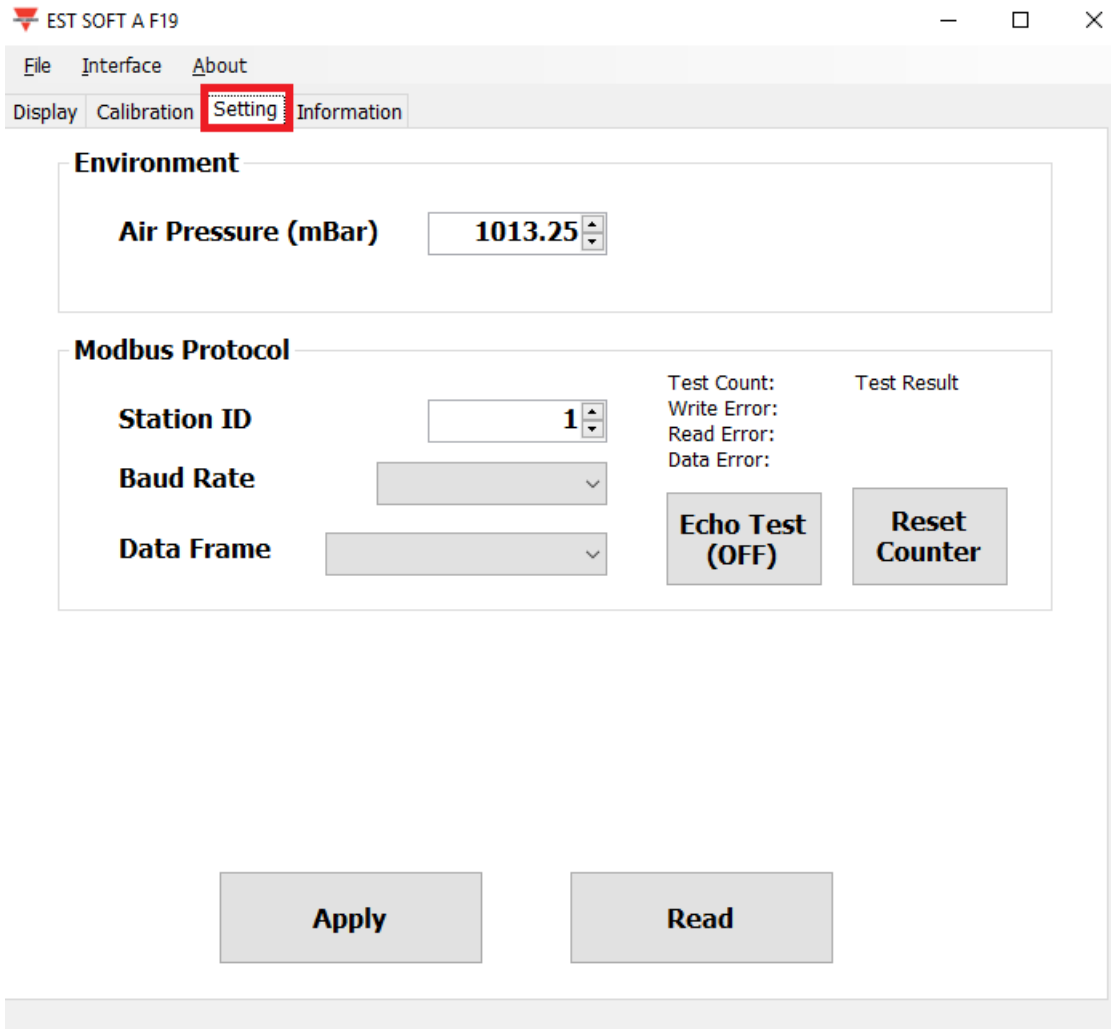 EST SOFT A F19
File Interface About
Display Calibration Setting Information
Environment
Air Pressure (mBar) 1013.25
Modbus Protocol
Station ID 1
Baud Rate
Data Frame
Test Count: Test Result
Write Error:
Read Error:
Data Error:
Echo Test
(OFF)
Reset
Counter
Apply Read